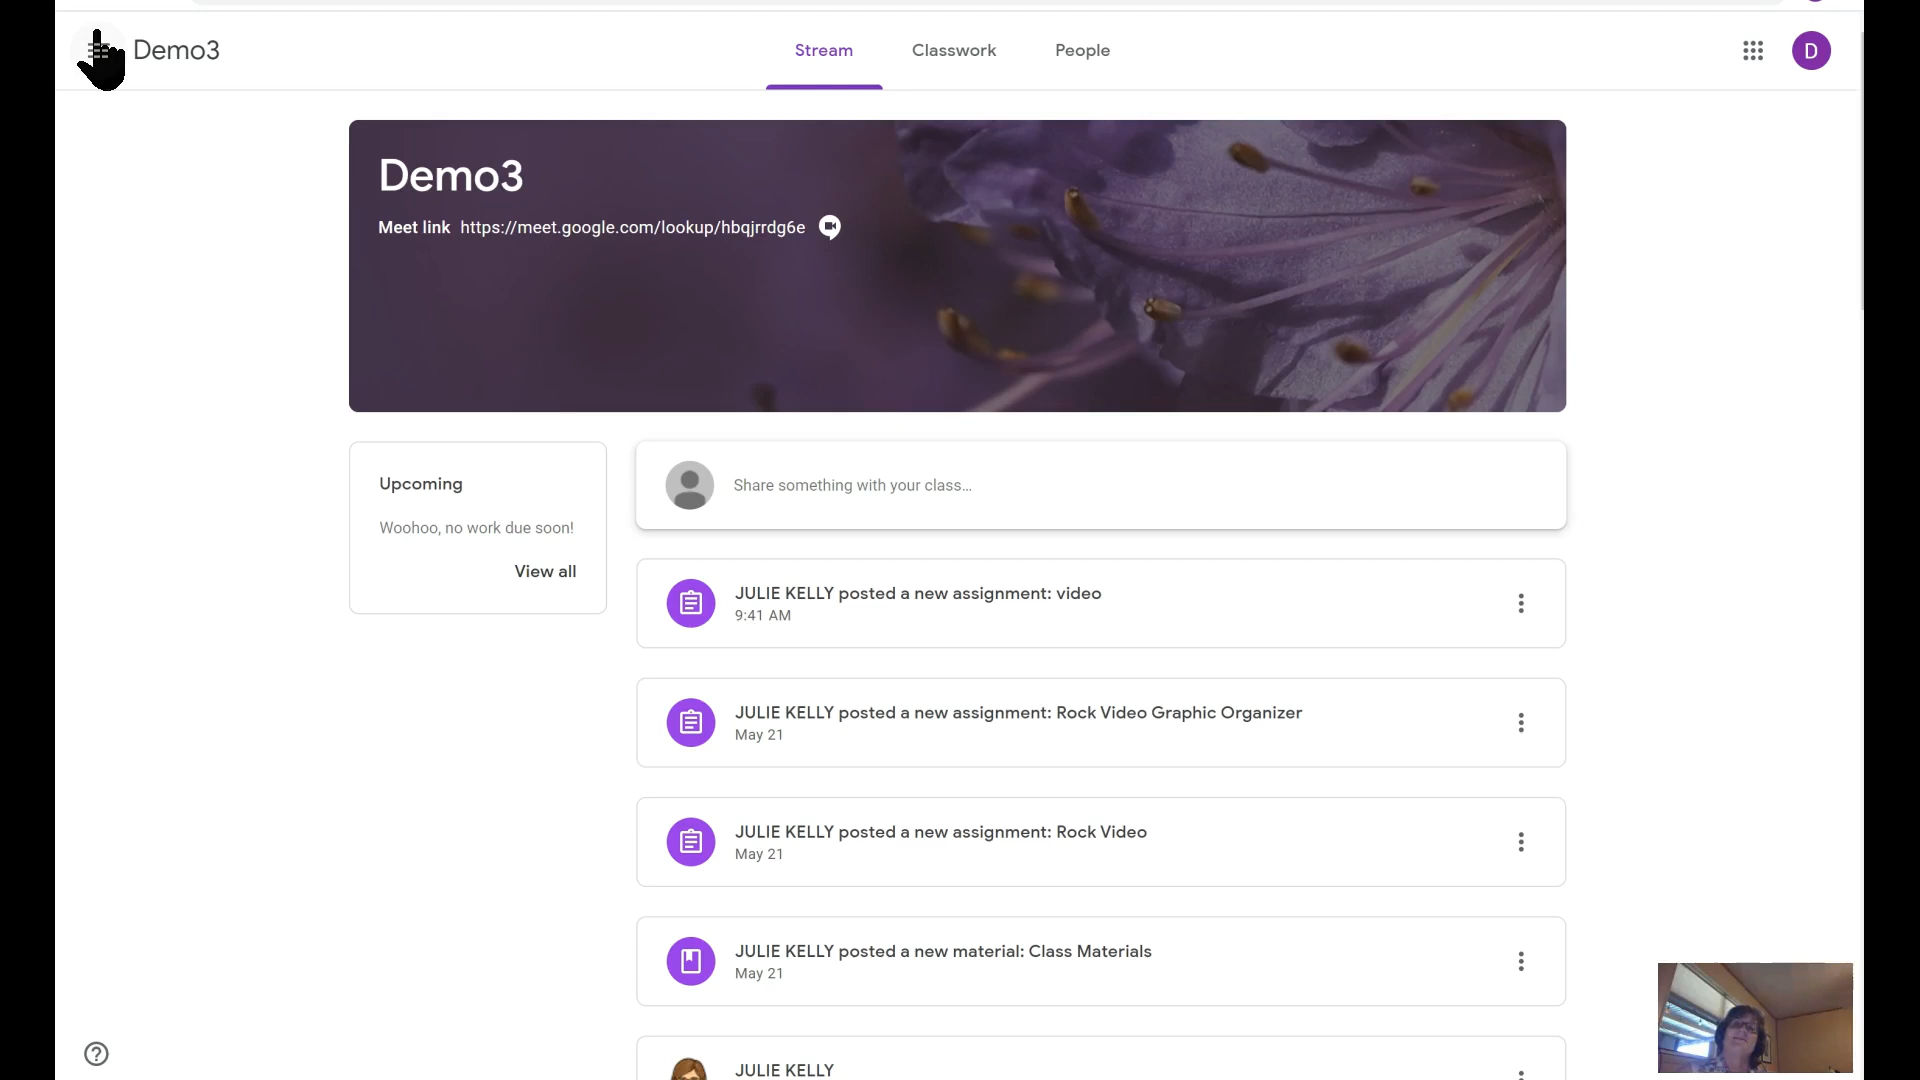 Demo3
Stream
Classwork
People
D
Demo3
Meet link https://meet.google.com/lookup/hbqjrrdg6e
Upcoming
Woohoo, no work due soon!
View all
Share something with your class...
JULIE KELLY posted a new assignment: video
9:41 AM
JULIE KELLY posted a new assignment: Rock Video Graphic Organizer
May 21
JULIE KELLY posted a new assignment: Rock Video
May 21
JULIE KELLY posted a new material: Class Materials
May 21
JULIE KELLY